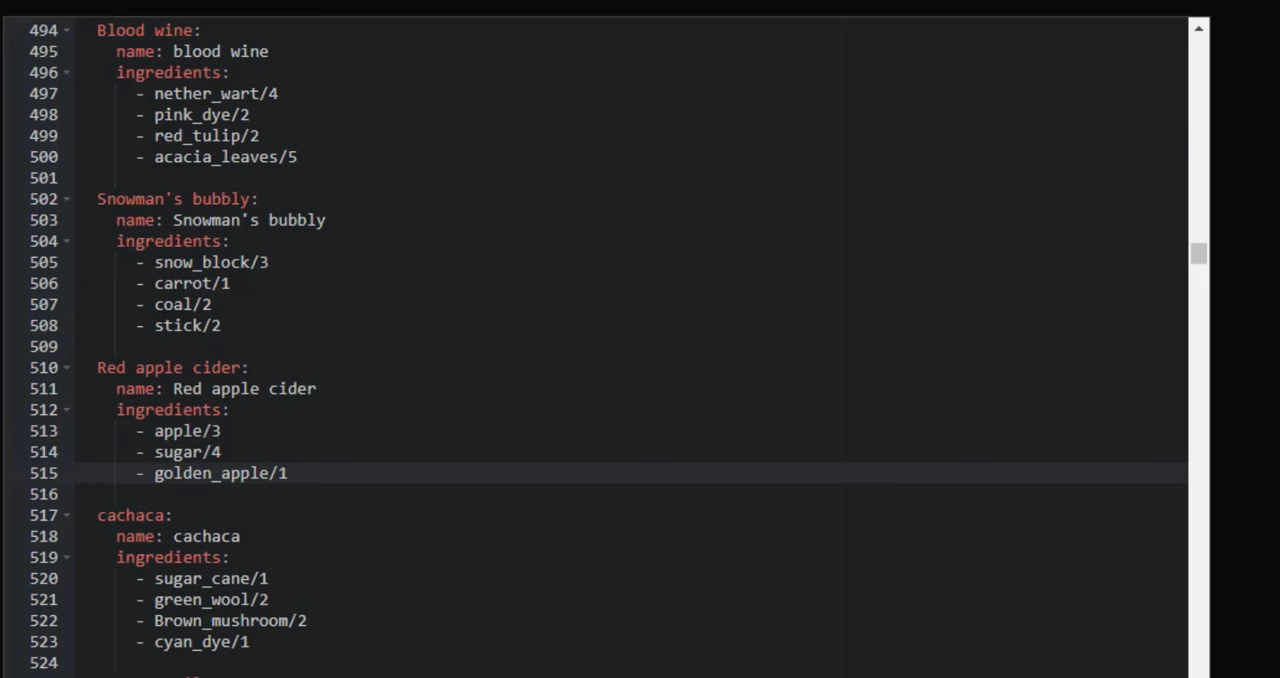 494 Blood wine:
495 name: blood wine
496 ingredients:
497 - nether_wart/4
498 - pink_dye/2
499 - red_tulip/2
500 - acacia_leaves/5
501
502 Snowman's bubbly:
503 name: Snowman's bubbly
504 ingredients:
505 - snow_block/3
506 - carrot/1
507 - coal/2
508 - stick/2
509
510 Red apple cider:
511 name: Red apple cider
512 ingredients:
513 - apple/3
514 - sugar/4
515 - golden_apple/1
516
517 cachaca:
518 name: cachaca
519 ingredients:
520 - sugar_cane/1
521 - green_wool/2
522 - Brown_mushroom/2
523 - cyan_dye/1
524